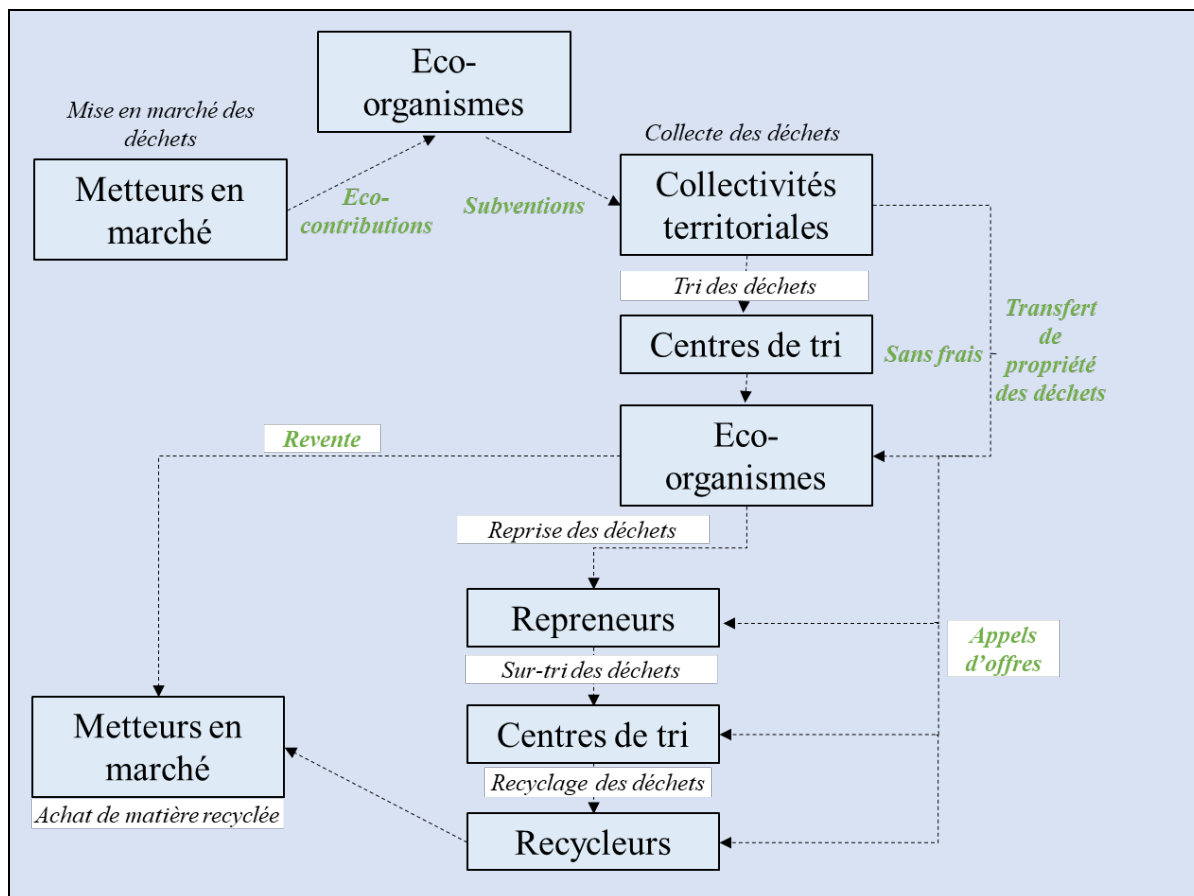 Eco-
organismes
Mise en marché des
déchets
Metteurs en
marché
Eco-
contributions
Subventions
Collecte des déchets
Collectivités
territoriales
Tri des déchets
Centres de tri
Sans frais
Transfert
de
propriété
des déchets
Eco-
organismes
Revente
Reprise des déchets
Repreneurs
Appels
d’offres
Sur-tri des déchets
Centres de tri
Recyclage des déchets
Recycleurs
Metteurs en
marché
Achat de matière recyclée